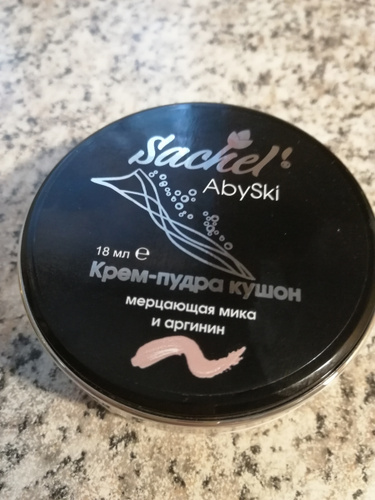 Sachel'®
AbySki
18 мл ℮
Крем-пудра кушон
мерцающая мика
и аргинин